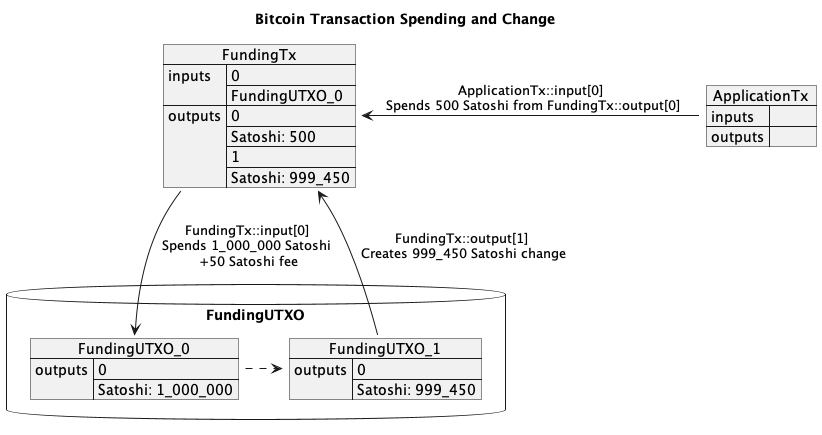 Bitcoin Transaction Spending and Change
FundingTx
inputs
0
FundingUTXO_0
outputs
0
Satoshi: 500
1
Satoshi: 999_450
ApplicationTx::input[0]
Spends 500 Satoshi from FundingTx::output[0]
ApplicationTx
inputs
outputs
FundingTx::input[0]
Spends 1_000_000 Satoshi
+50 Satoshi fee
FundingTx::output[1]
Creates 999_450 Satoshi change
FundingUTXO
FundingUTXO_0
outputs
0
Satoshi: 1_000_000
FundingUTXO_1
outputs
0
Satoshi: 999_450